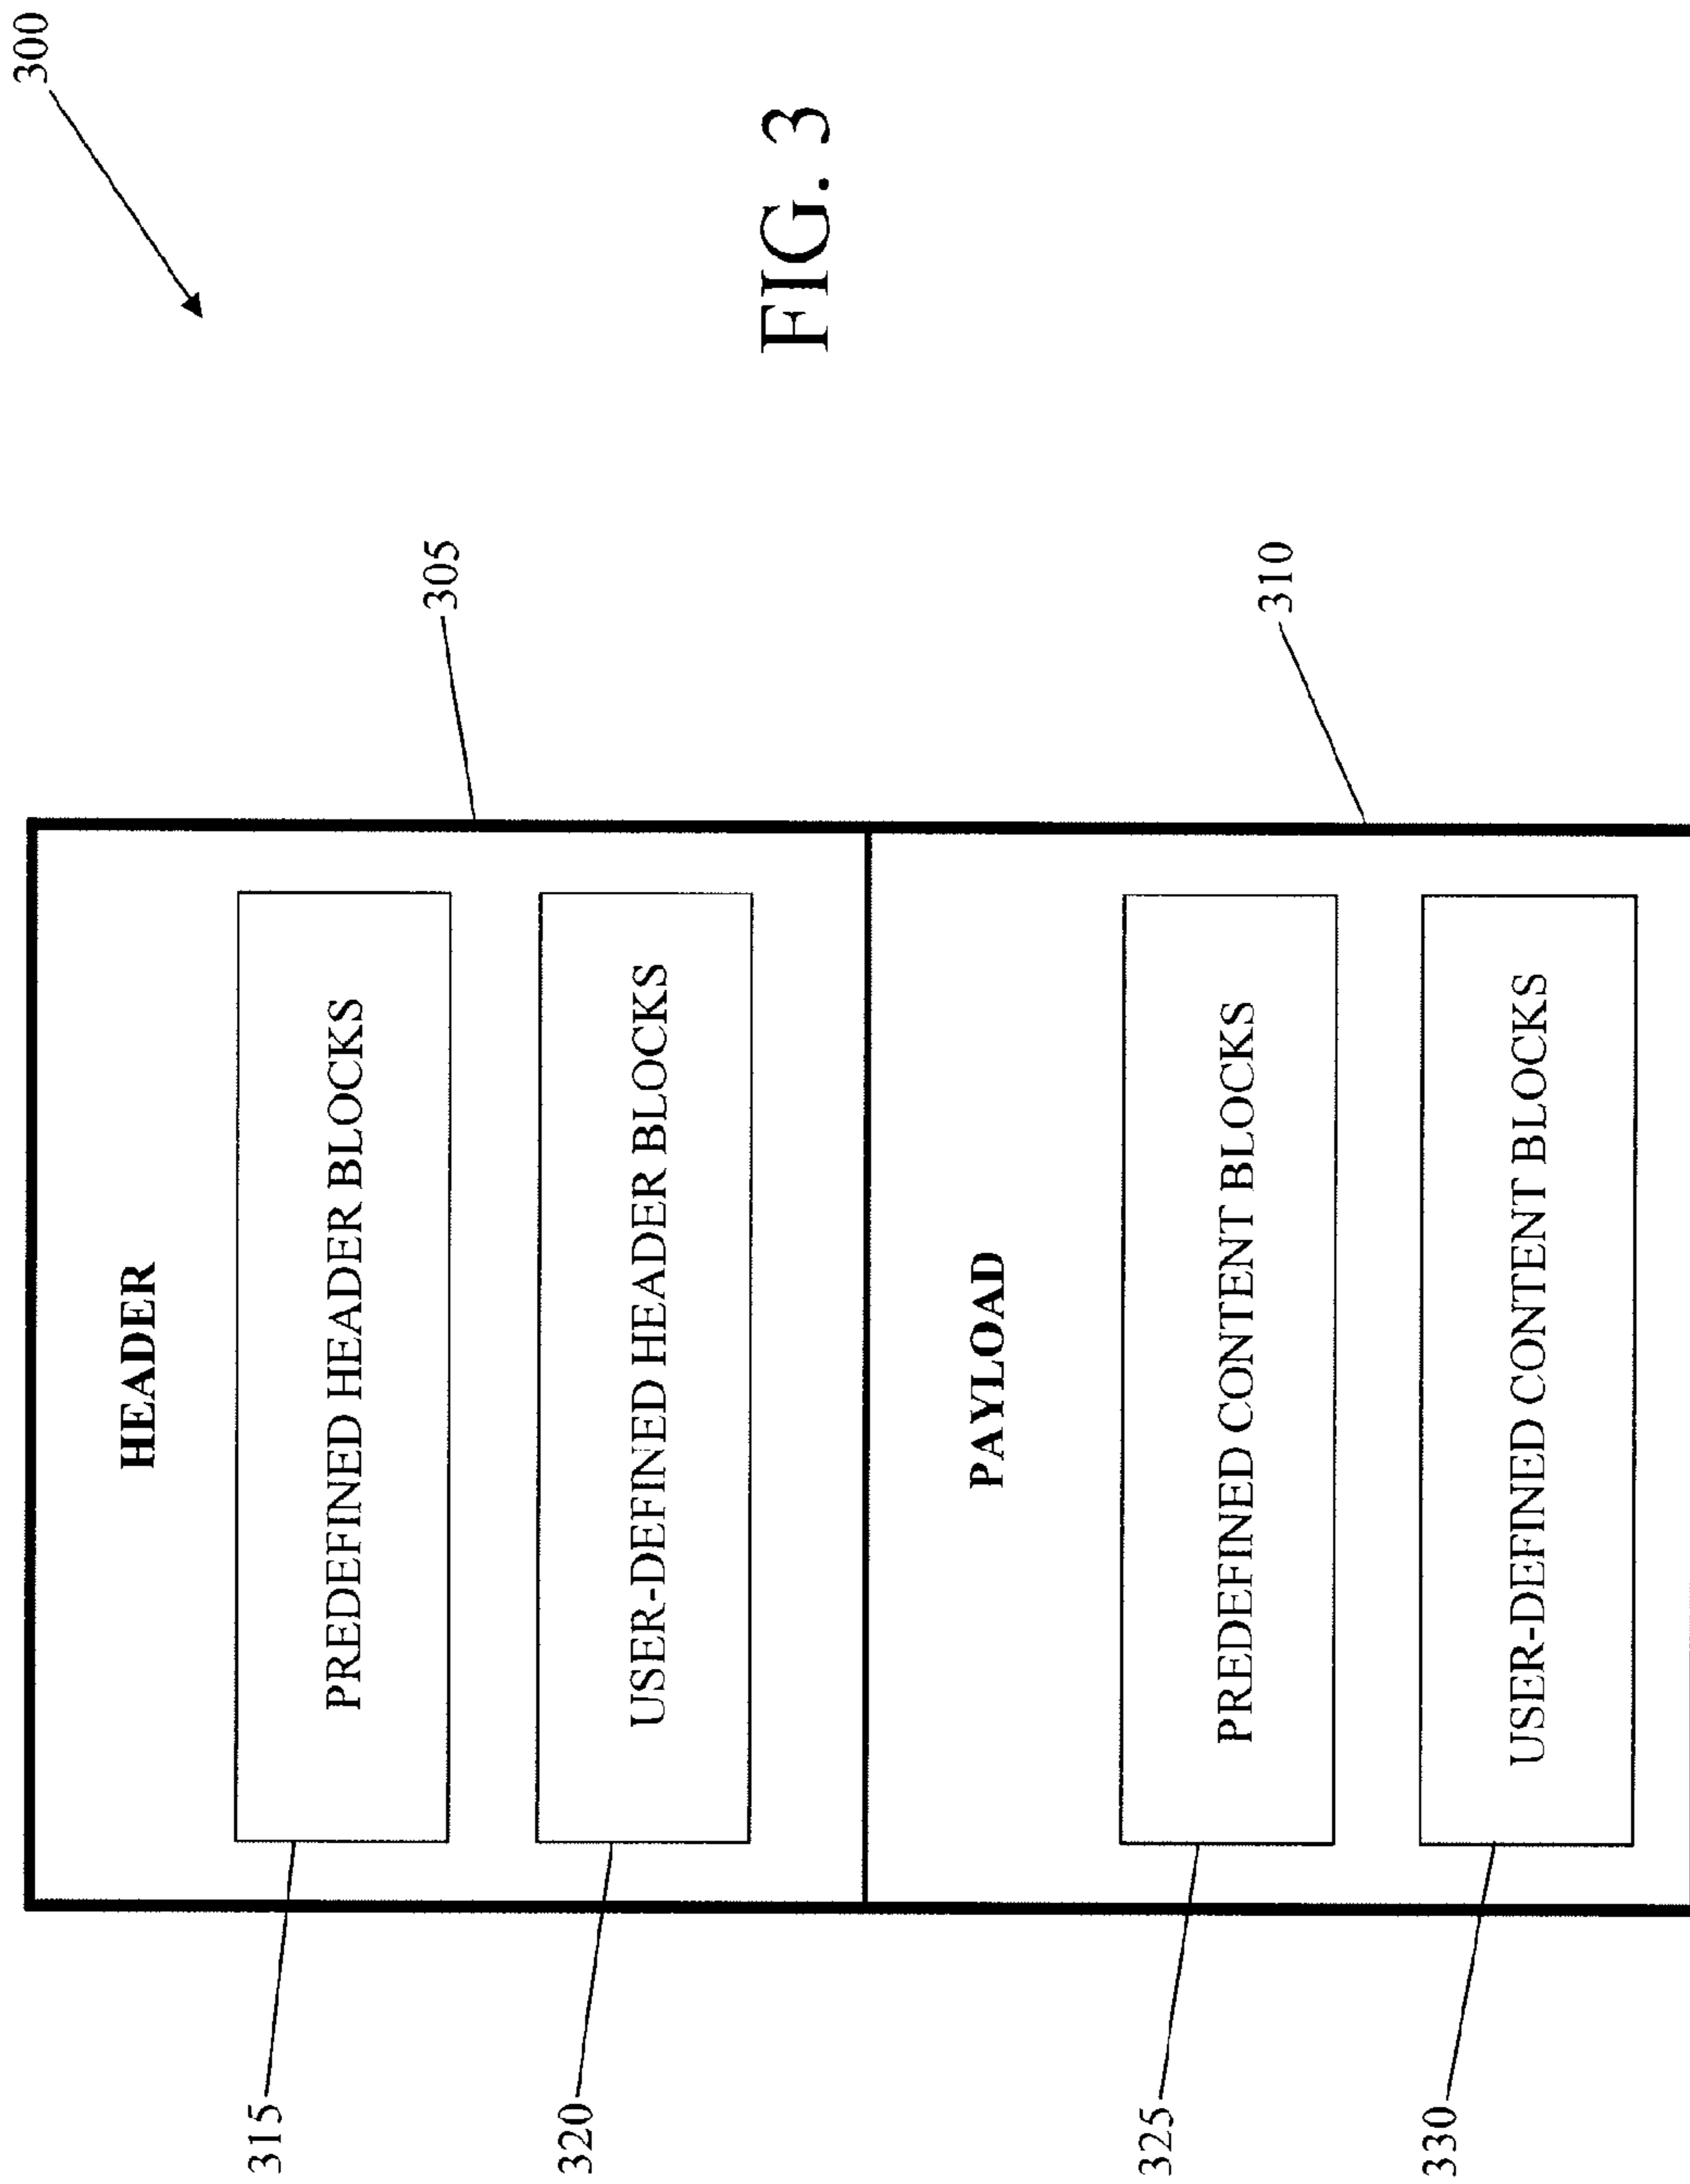 300
HEADER
305
315
PREDEFINED HEADER BLOCKS
320
USER-DEFINED HEADER BLOCKS
PAYLOAD
310
325
PREDEFINED CONTENT BLOCKS
330
USER-DEFINED CONTENT BLOCKS
FIG. 3